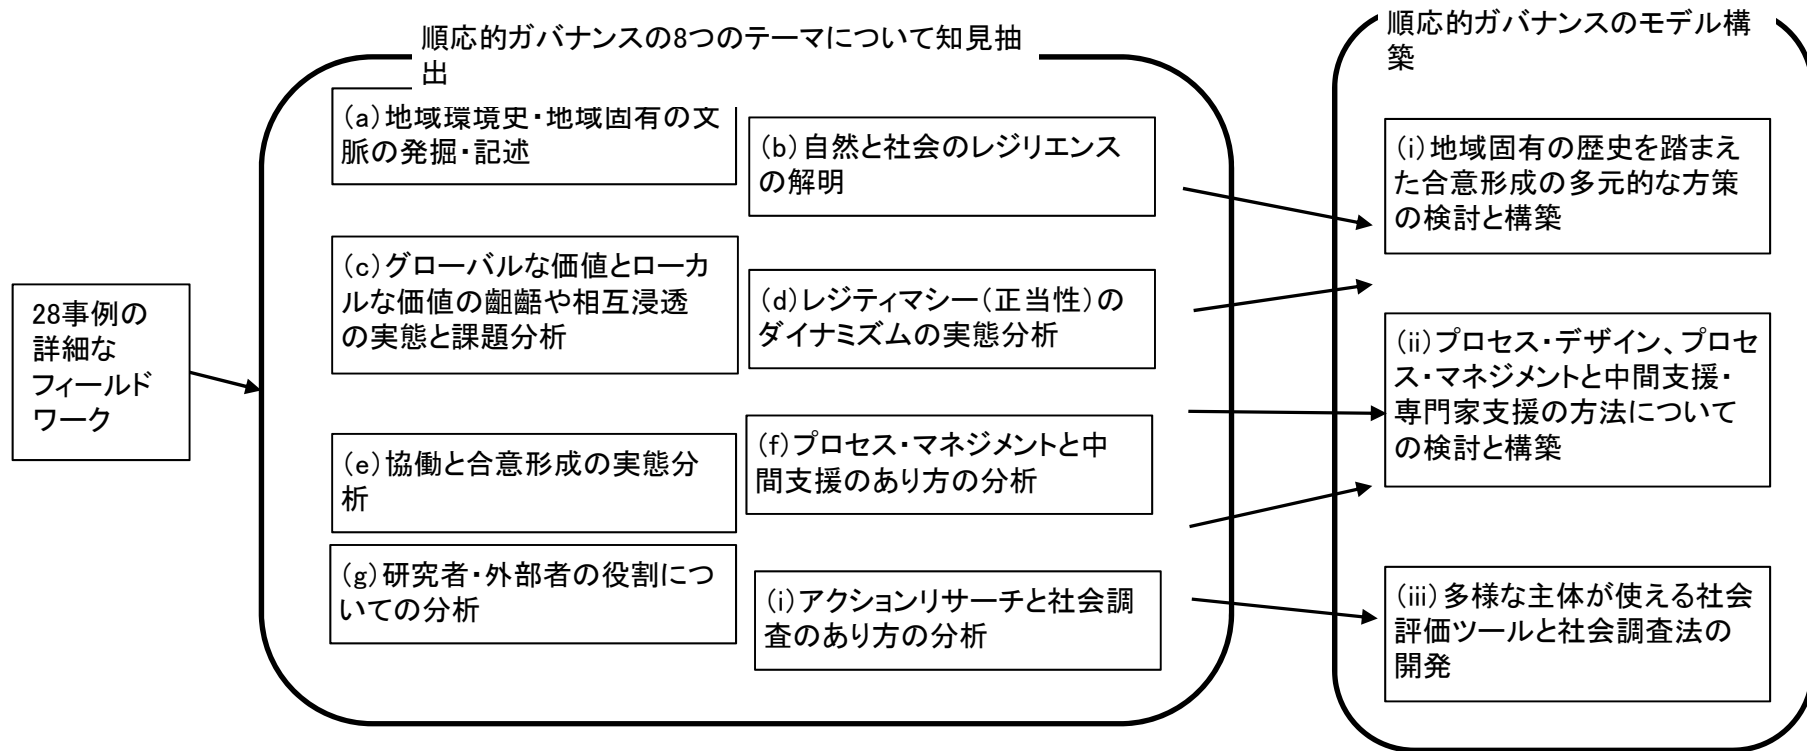 28事例の
詳細な
フィールド
ワーク
順応的ガバナンスの8つのテーマについて知見抽
出
(a)地域環境史・地域固有の文
脈の発掘・記述
(b)自然と社会のレジリエンス
の解明
(c)グローバルな価値とローカ
ルな価値の齟齬や相互浸透
の実態と課題分析
(d)レジティマシー(正当性)の
ダイナミズムの実態分析
(e)協働と合意形成の実態分
析
(f)プロセス・マネジメントと中
間支援のあり方の分析
(g)研究者・外部者の役割につ
いての分析
(i)アクションリサーチと社会調
査のあり方の分析
順応的ガバナンスのモデル構
築
(i)地域固有の歴史を踏まえ
た合意形成の多元的な方策
の検討と構築
(ii)プロセス・デザイン、プロセ
ス・マネジメントと中間支援・
専門家支援の方法について
の検討と構築
(iii)多様な主体が使える社会
評価ツールと社会調査法の
開発